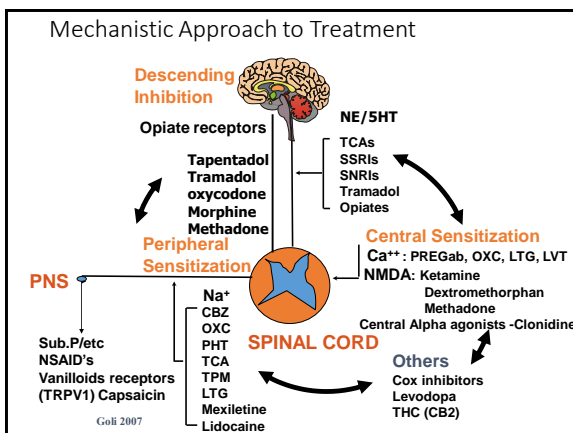 Mechanistic Approach to Treatment
Descending
Inhibition
Opiate receptors
Tapentadol
Tramadol
oxycodone
Morphine
Methadone
NE/5HT
TCAs
SSRIs
SNRIs
Tramadol
Opiates
Peripheral
Sensitization
Central Sensitization
Ca++ : PREGab, OXC, LTG, LVT
NMDA: Ketamine
Dextromethorphan
Methadone
Central Alpha agonists -Clonidine
PNS
Sub.P/etc
NSAID's
Vanilloids receptors
(TRPV1) Capsaicin
Na+
CBZ
OXC
PHT
TCA
TPM
LTG
Mexiletine
Lidocaine
SPINAL CORD
Others
Cox inhibitors
Levodopa
THC (CB2)
Goli 2007